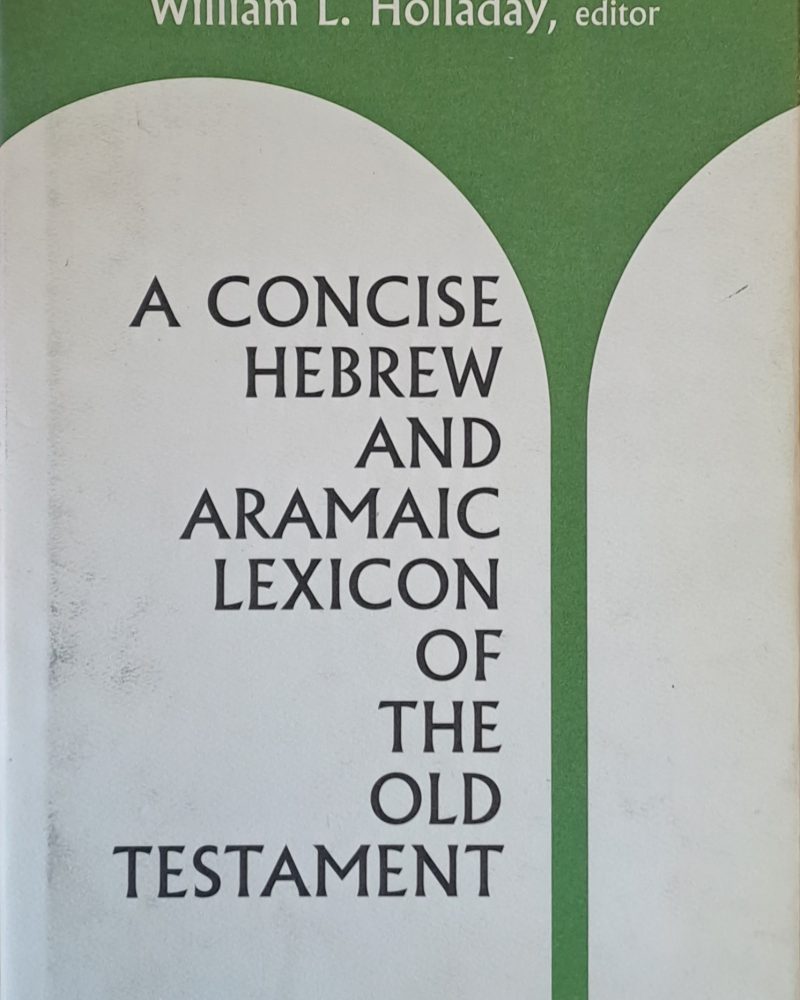 William L. Holladay, editor
A CONCISE
HEBREW
AND
ARAMAIC
LEXICON
OF
THE
OLD
TESTAMENT